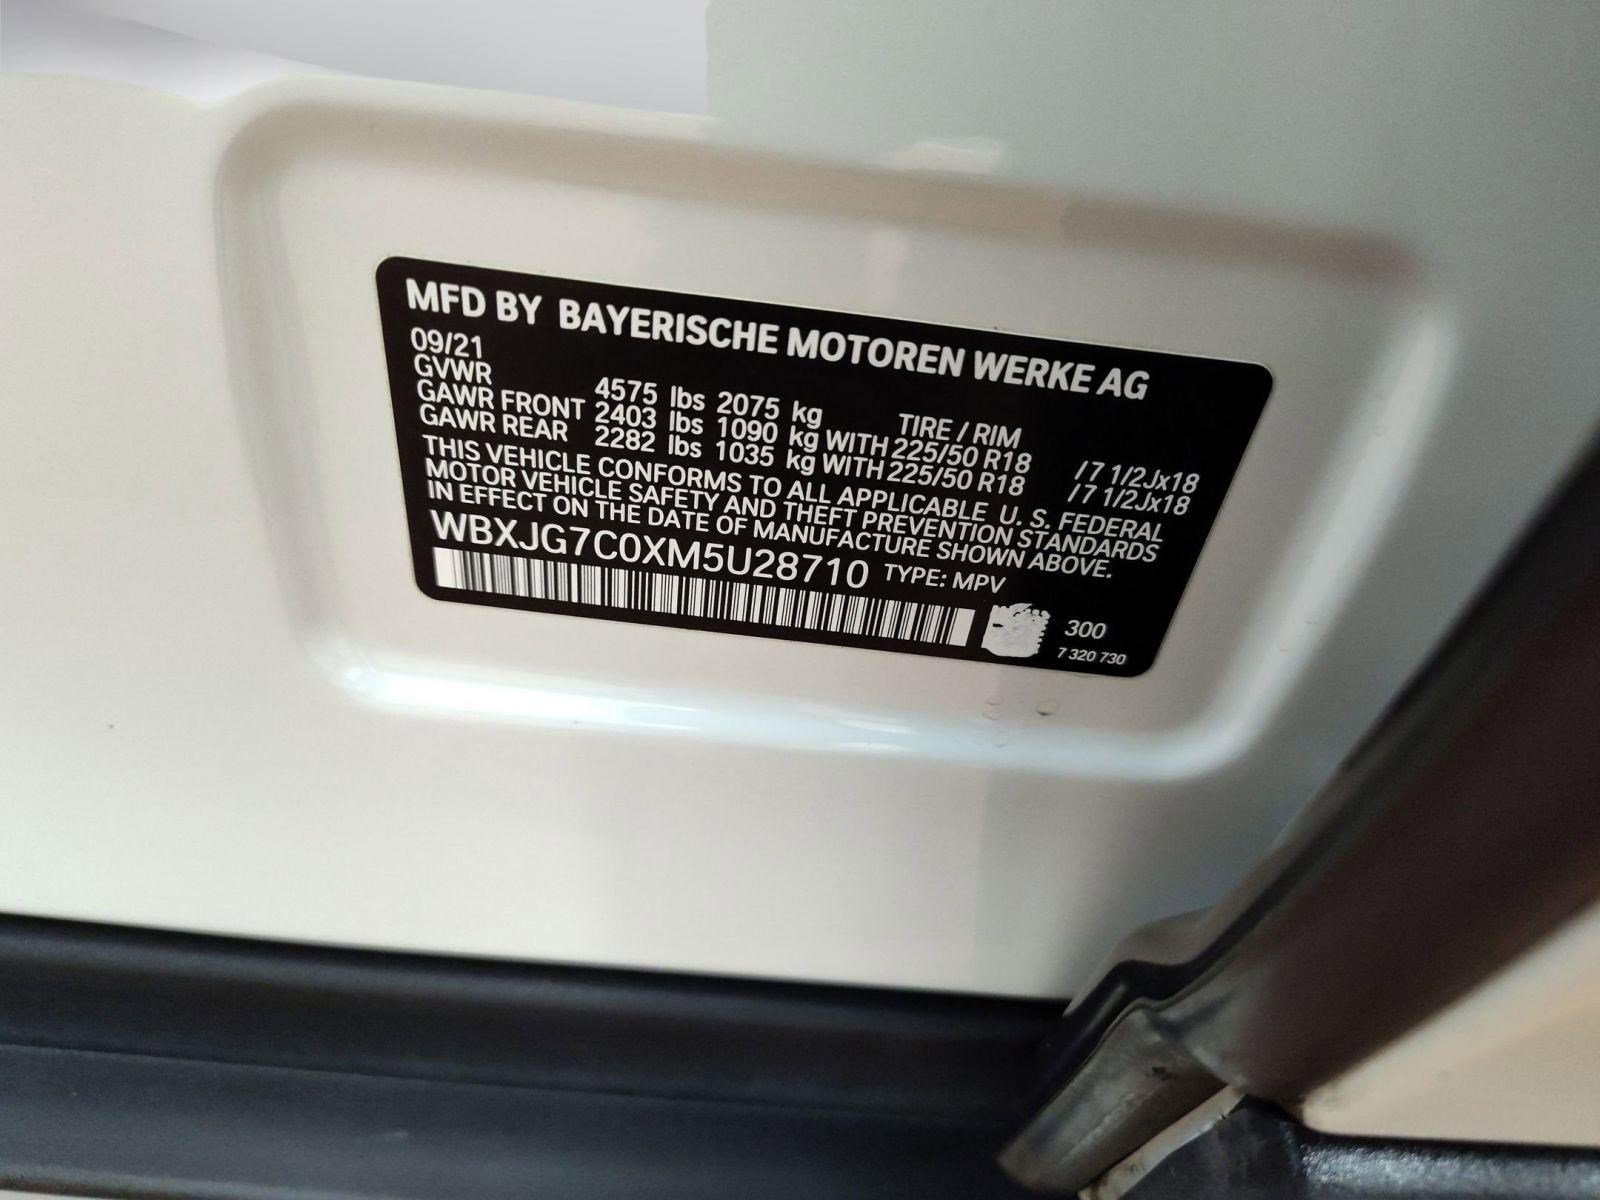 MFD BY BAYERISCHE MOTOREN WERKE AG
09/21
GVWR 4575 lbs 2075 kg TIRE / RIM
GAWR FRONT 2403 lbs 1090 kg WITH 225/50 R18 /7 1/2Jx18
GAWR REAR 2282 lbs 1035 kg WITH 225/50 R18 /7 1/2Jx18
THIS VEHICLE CONFORMS TO ALL APPLICABLE U. S. FEDERAL
MOTOR VEHICLE SAFETY AND THEFT PREVENTION STANDARDS
IN EFFECT ON THE DATE OF MANUFACTURE SHOWN ABOVE.
WBXJG7C0XM5U28710 TYPE: MPV
300
7 320 730